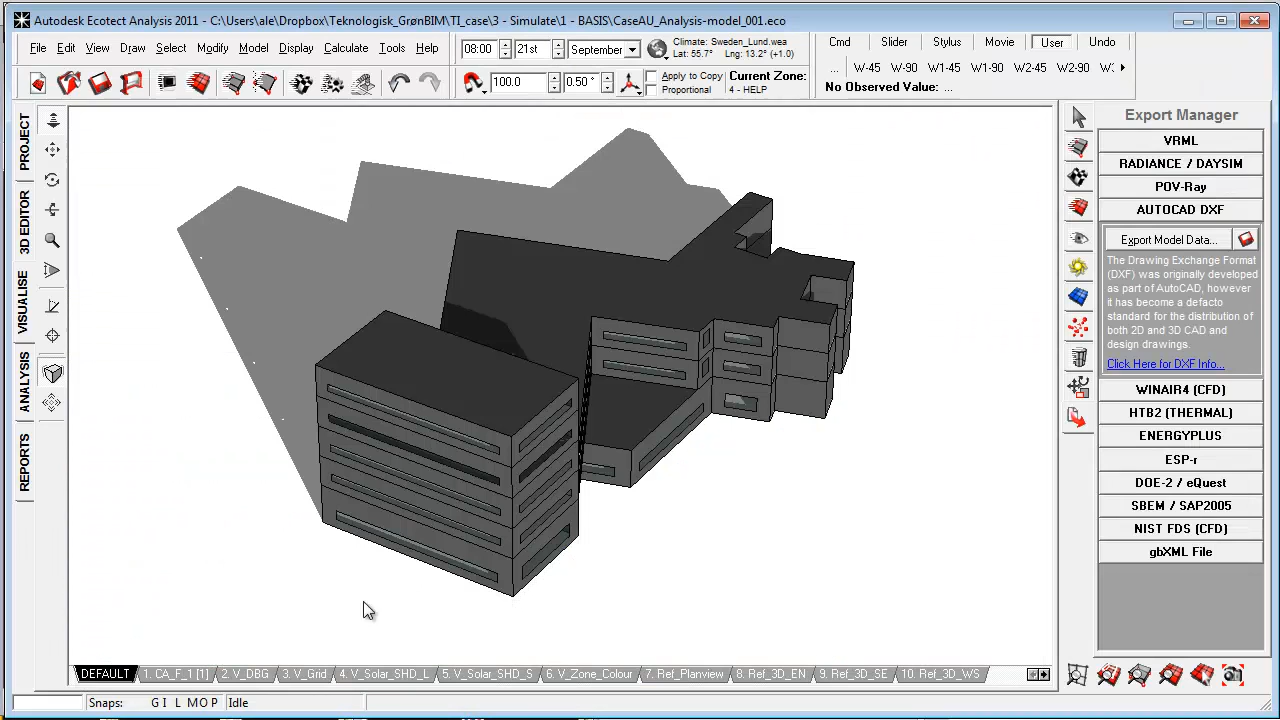 Autodesk Ecotect Analysis 2011 - C:\Users\ale\Dropbox\Teknologisk_GrønBIM\TI_case\3 - Simulate\1 - BASIS\CaseAU_Analysis-model_001.eco
File Edit View Draw Select Modify Model Display Calculate Tools Help
08:00 21st September
Climate: Sweden_Lund.wea
Lat: 55.7° Lng: 13.2° (+1.0)
Cmd Slider Stylus Movie User Undo
... W-45 W-90 W1-45 W1-90 W2-45 W2-90 W:
100.0 0.50 °
Apply to Copy
Proportional
Current Zone:
4 - HELP
No Observed Value: ...
PROJECT
3D EDITOR
VISUALISE
ANALYSIS
REPORTS
Export Manager
VRML
RADIANCE / DAYSIM
POV-Ray
AUTOCAD DXF
Export Model Data...
The Drawing Exchange Format
(DXF) was originally developed
as part of AutoCAD, however
it has become a defacto
standard for the distribution of
both 2D and 3D CAD and
design drawings.
Click Here for DXF Info...
WINAIR4 (CFD)
HTB2 (THERMAL)
ENERGYPLUS
ESP-r
DOE-2 / eQuest
SBEM / SAP2005
NIST FDS (CFD)
gbXML File
DEFAULT 1. CA_F_1 [1] 2. V_DBG 3. V_Grid 4. V_Solar_SHD_L 5. V_Solar_SHD_S 6. V_Zone_Colour 7. Ref_Planview 8. Ref_3D_EN 9. Ref_3D_SE 10. Ref_3D_WS
Snaps: G I L M O P Idle